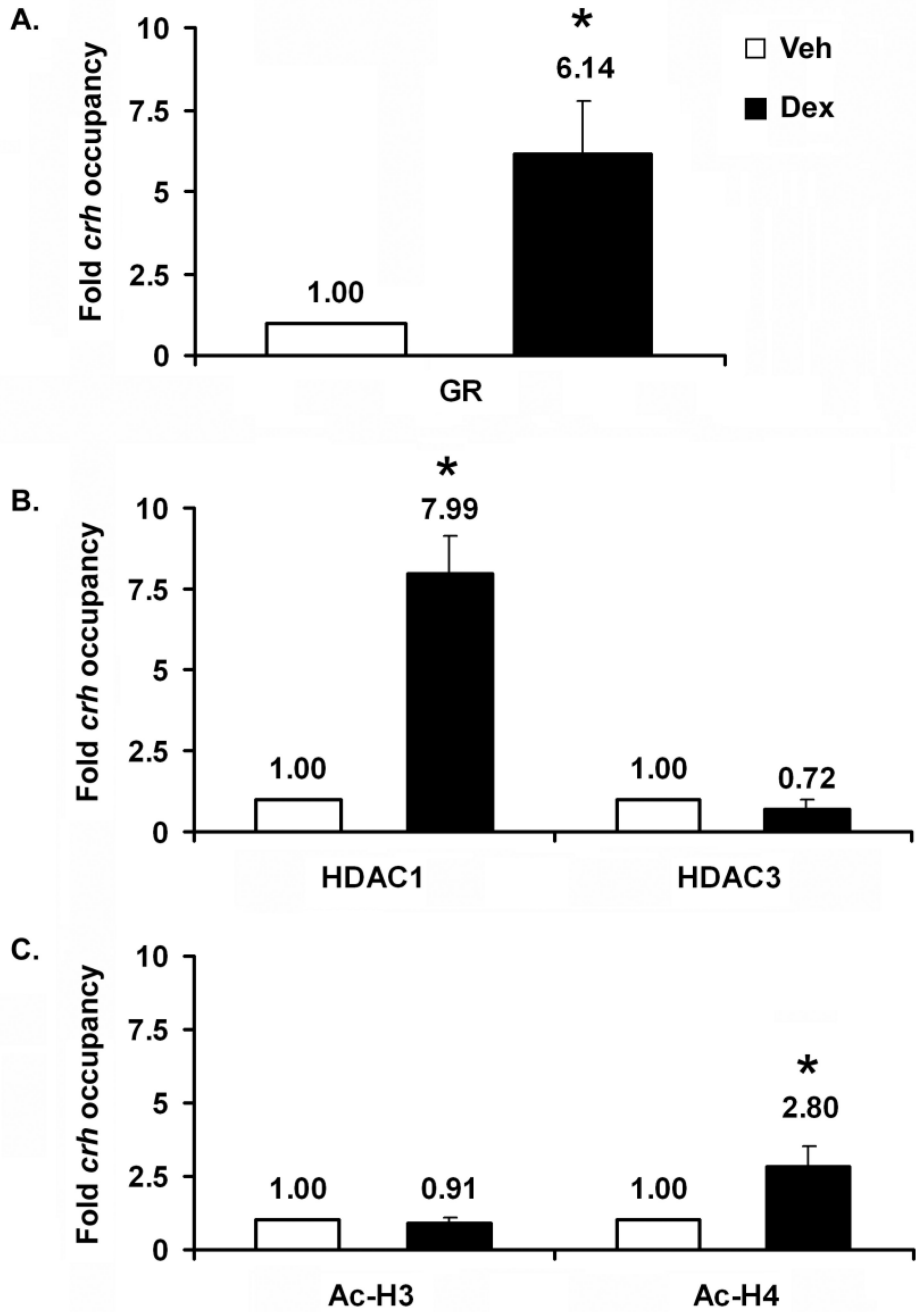 A.
Fold crh occupancy
10
7.5
5
2.5
0
1.00
*
6.14
Veh
Dex
GR
B.
Fold crh occupancy
10
7.5
5
2.5
0
1.00
*
7.99
1.00
0.72
HDAC1
HDAC3
C.
Fold crh occupancy
10
7.5
5
2.5
0
1.00
0.91
1.00
*
2.80
Ac-H3
Ac-H4